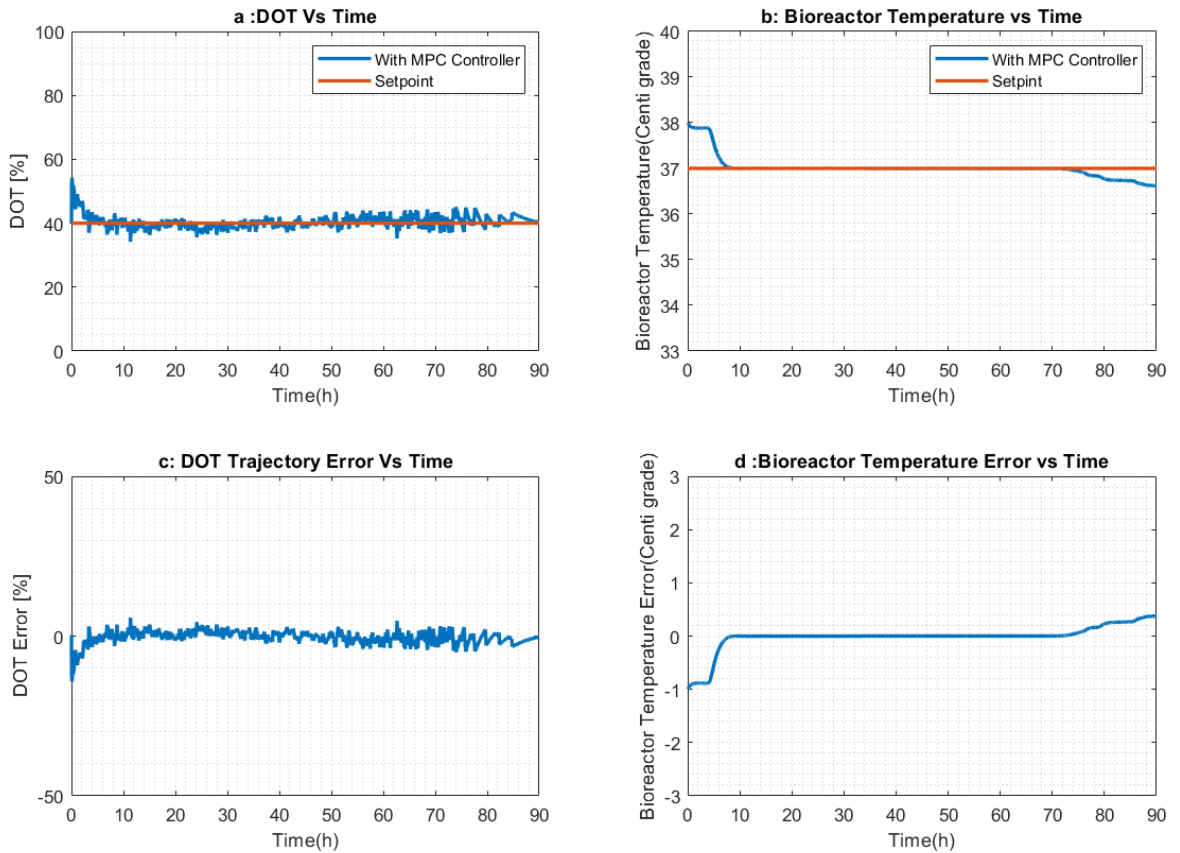 a :DOT Vs Time
100
80
60
40
20
0
DOT [%]
With MPC Controller
Setpoint
0 10 20 30 40 50 60 70 80 90
Time(h)
b: Bioreactor Temperature vs Time
40
39
38
37
36
35
34
33
Bioreactor Temperature(Centi grade)
With MPC Controller
Setpint
0 10 20 30 40 50 60 70 80 90
Time(h)
c: DOT Trajectory Error Vs Time
50
0
-50
DOT Error [%]
0 10 20 30 40 50 60 70 80 90
Time(h)
d :Bioreactor Temperature Error vs Time
3
2
1
0
-1
-2
-3
Bioreactor Temperature Error(Centi grade)
0 10 20 30 40 50 60 70 80 90
Time(h)